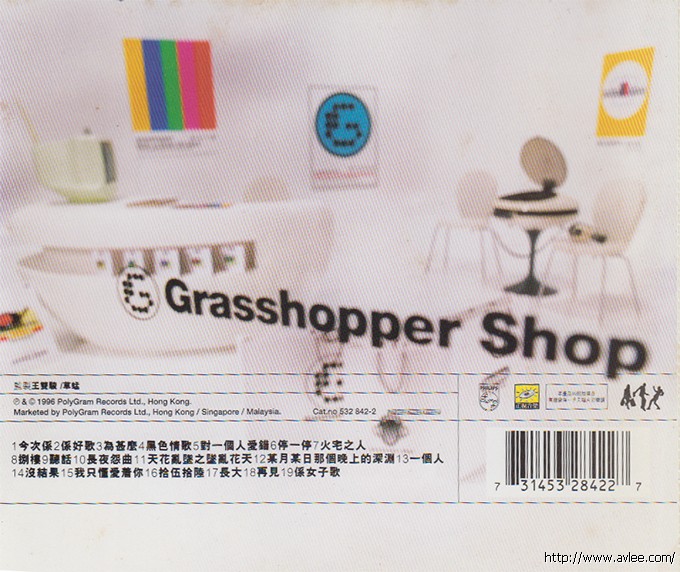 Grasshopper Shop
監製王雙駿 /草蜢
℗ & © 1996 PolyGram Records Ltd., Hong Kong.
Marketed by PolyGram Records Ltd., Hong Kong / Singapore / Malaysia.
Cat.no 532 842-2
PHILIPS
1今次係2係好歌3為甚麼4黑色情歌5對一個人愛錯6停一停7火宅之人
8捌樓9聽話10長夜怨曲11天花亂墜之墜亂花天12某月某日那個晚上的深淵13一個人
14沒結果15我只懂愛著你16拾伍拾陸17長大18再見19係女子歌
7 31453 28422 7
http://www.avlee.com/